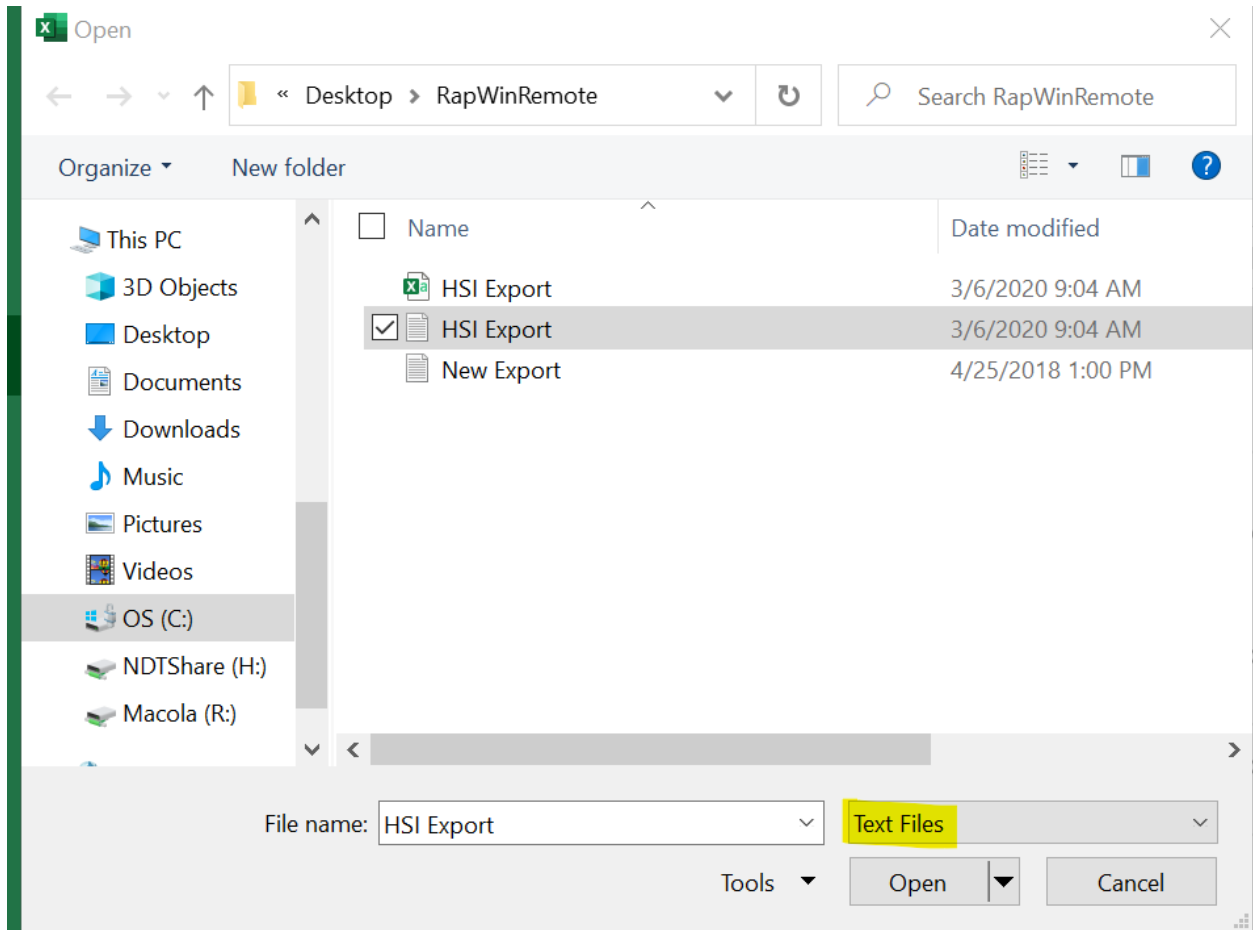 Open
« Desktop > RapWinRemote
Search RapWinRemote
Organize
New folder
?
Name
Date modified
This PC
3D Objects
Desktop
Documents
Downloads
Music
Pictures
Videos
OS (C:)
NDTShare (H:)
Macola (R:)
HSI Export 3/6/2020 9:04 AM
HSI Export 3/6/2020 9:04 AM
New Export 4/25/2018 1:00 PM
File name: HSI Export
Text Files
Tools
Open
Cancel